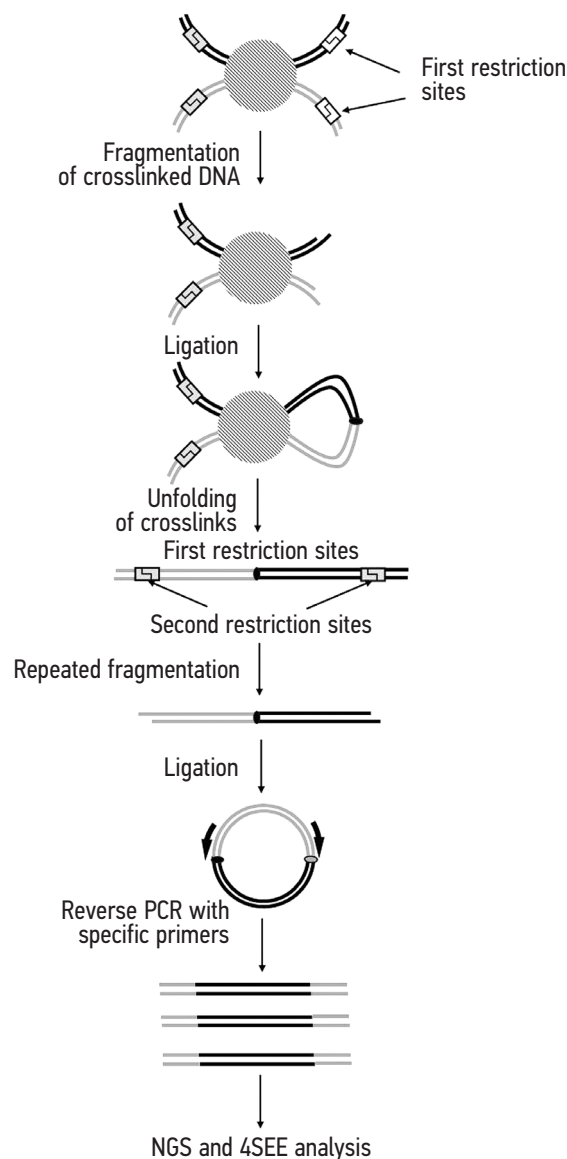 First restriction
sites
Fragmentation
of crosslinked DNA
Ligation
Unfolding
of crosslinks
First restriction sites
Second restriction sites
Repeated fragmentation
Ligation
Reverse PCR with
specific primers
NGS and 4SEE analysis